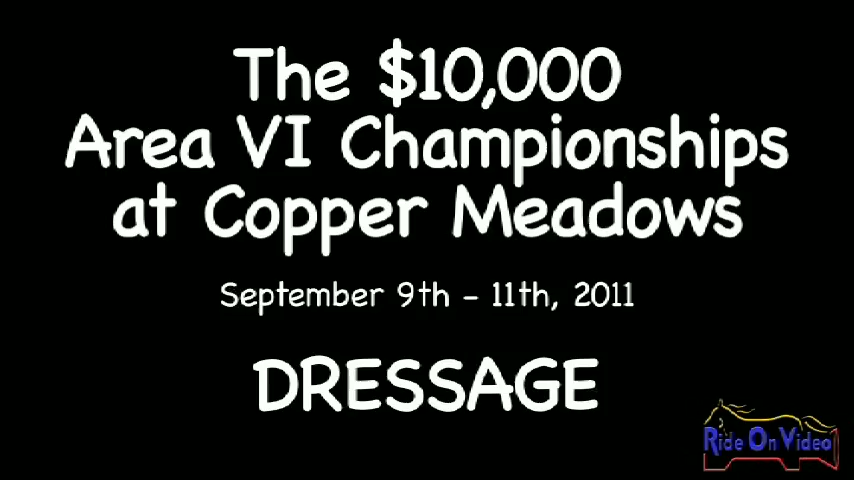 The $10,000
Area VI Championships
at Copper Meadows
September 9th - 11th, 2011
DRESSAGE
Ride On Video